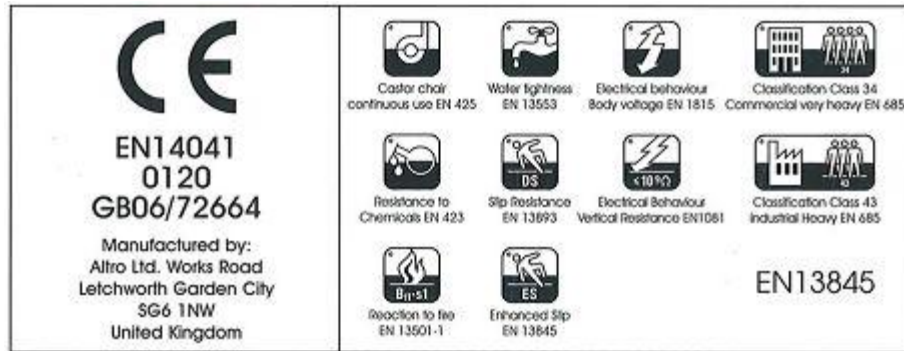 CE
EN14041
0120
GB06/72664
Manufactured by:
Altro Ltd. Works Road
Letchworth Garden City
SG6 1NW
United Kingdom
Castor chair
continuous use EN 425
Water tightness
EN 13553
Electrical behaviour
Body voltage EN 1815
34
Classification Class 34
Commercial very heavy EN 685
Resistance to
Chemicals EN 423
DS
Slip Resistance
EN 13893
<10⁹Ω
Electrical Behaviour
Vertical Resistance EN1081
43
Classification Class 43
Industrial Heavy EN 685
Bfl-s1
Reaction to fire
EN 13501-1
ES
Enhanced Slip
EN 13845
EN13845